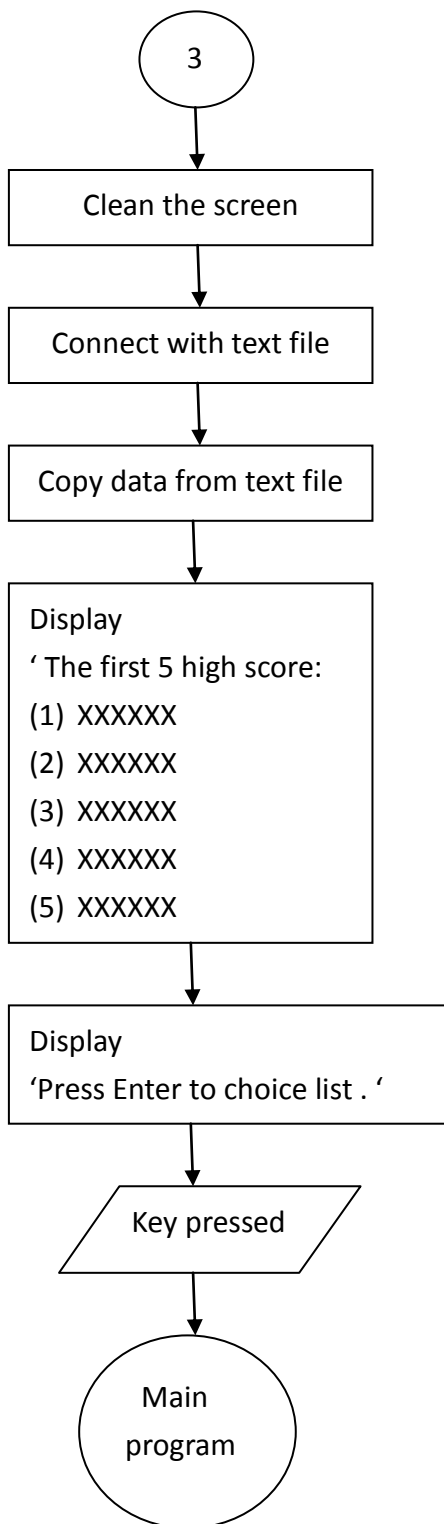 3
Clean the screen
Connect with text file
Copy data from text file
Display
‘ The first 5 high score:
(1) XXXXXX
(2) XXXXXX
(3) XXXXXX
(4) XXXXXX
(5) XXXXXX
Display
‘Press Enter to choice list . ‘
Key pressed
Main
program